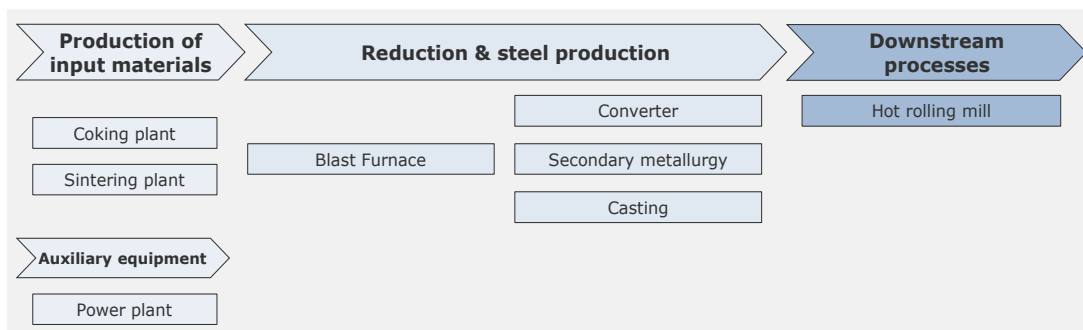 Production of
input materials
Reduction & steel production
Downstream
processes
Coking plant
Sintering plant
Blast Furnace
Converter
Secondary metallurgy
Casting
Hot rolling mill
Auxiliary equipment
Power plant